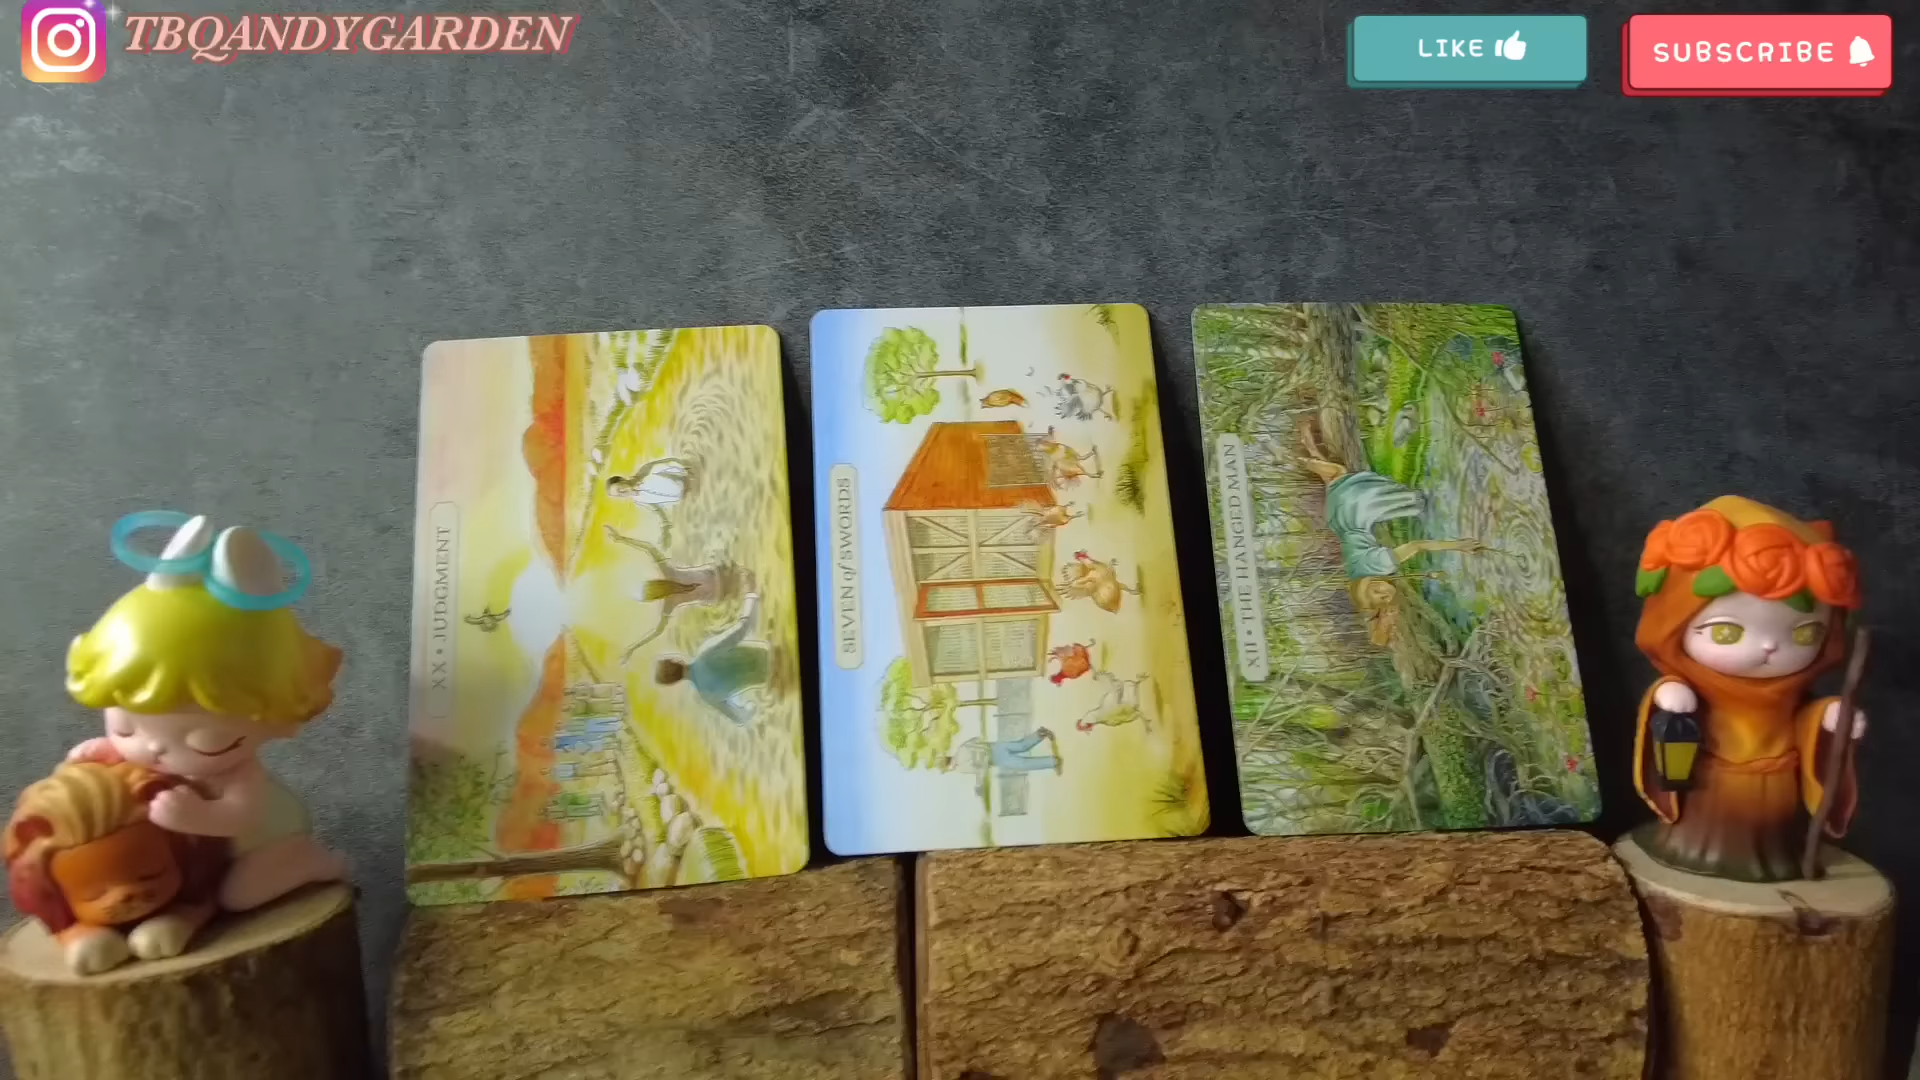 TBQANDYGARDEN
LIKE
SUBSCRIBE
XX • JUDGMENT
SEVEN of SWORDS
XII • THE HANGED MAN